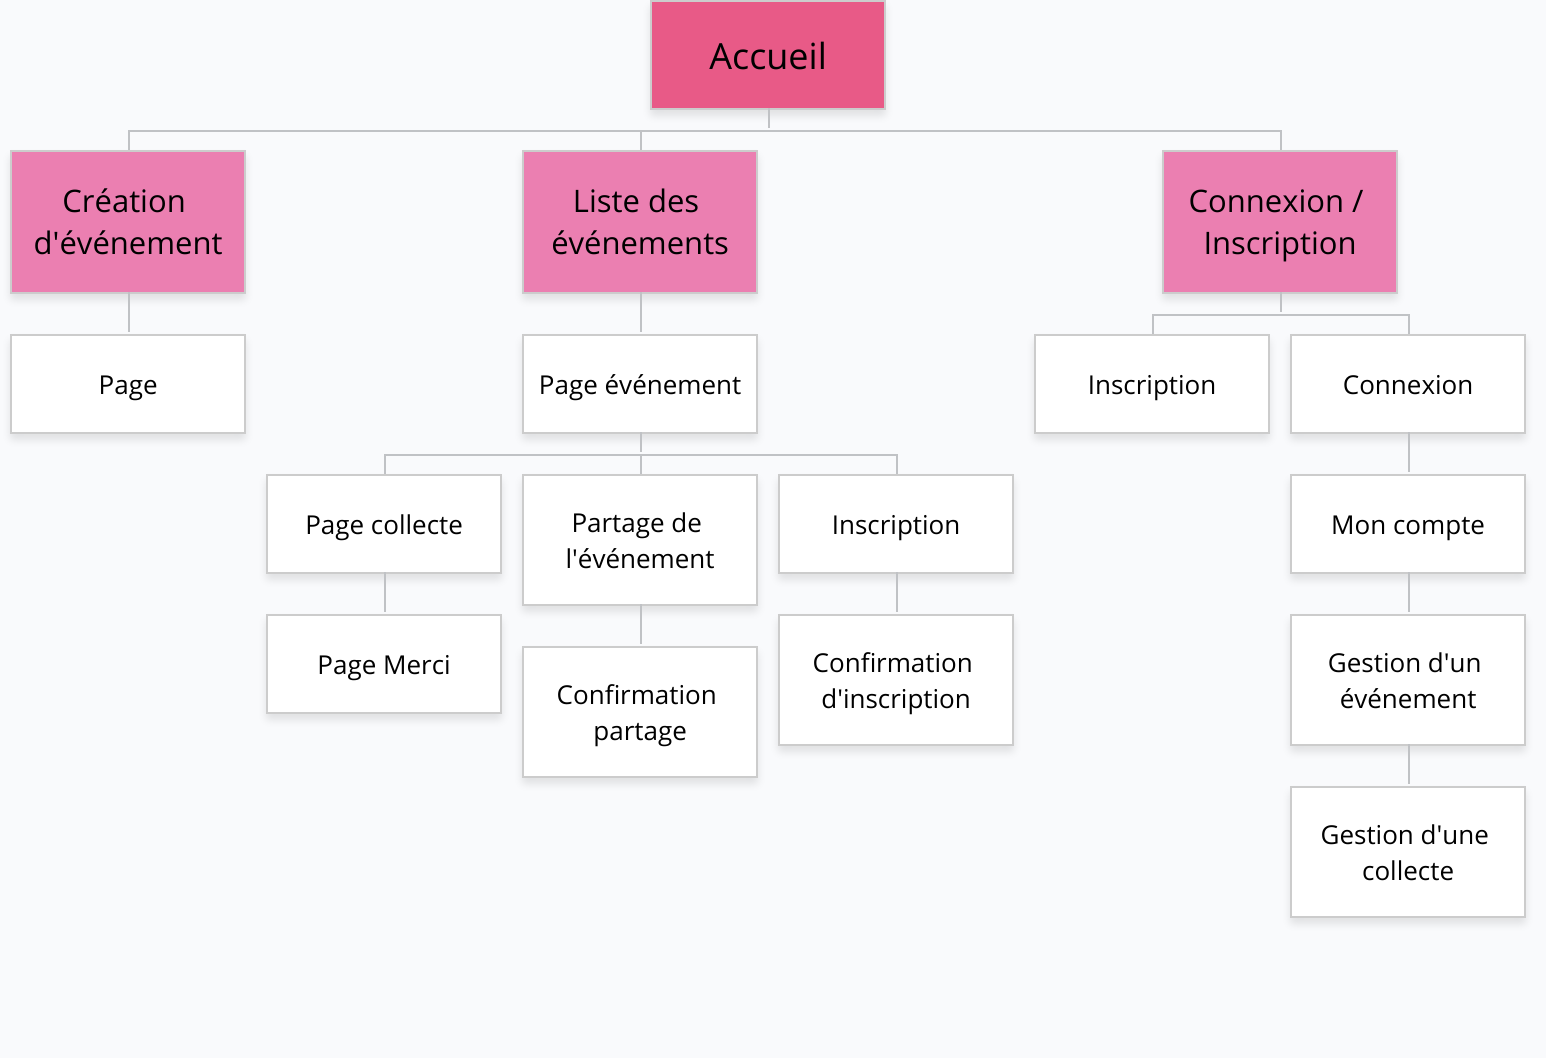 Accueil
Création
d'événement
Liste des
événements
Connexion /
Inscription
Page
Page événement
Inscription
Connexion
Page collecte
Partage de
l'événement
Inscription
Mon compte
Page Merci
Confirmation
partage
Confirmation
d'inscription
Gestion d'un
événement
Gestion d'une
collecte